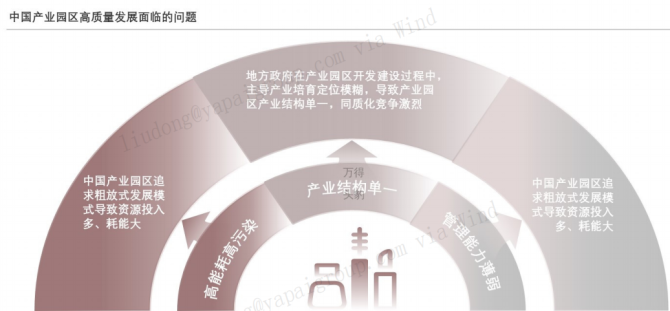 中国产业园区高质量发展面临的问题
地方政府在产业园区开发建设过程中，
主导产业培育定位模糊，导致产业园
区产业结构单一，同质化竞争激烈
中国产业园区追
求粗放式发展模
式导致资源投入
多、耗能大
中国产业园区追
求粗放式发展模
式导致资源投入
多、耗能大
高能耗高污染
产业结构单一
管理能力薄弱
万得
liudong@yapaigroup.com via Wind